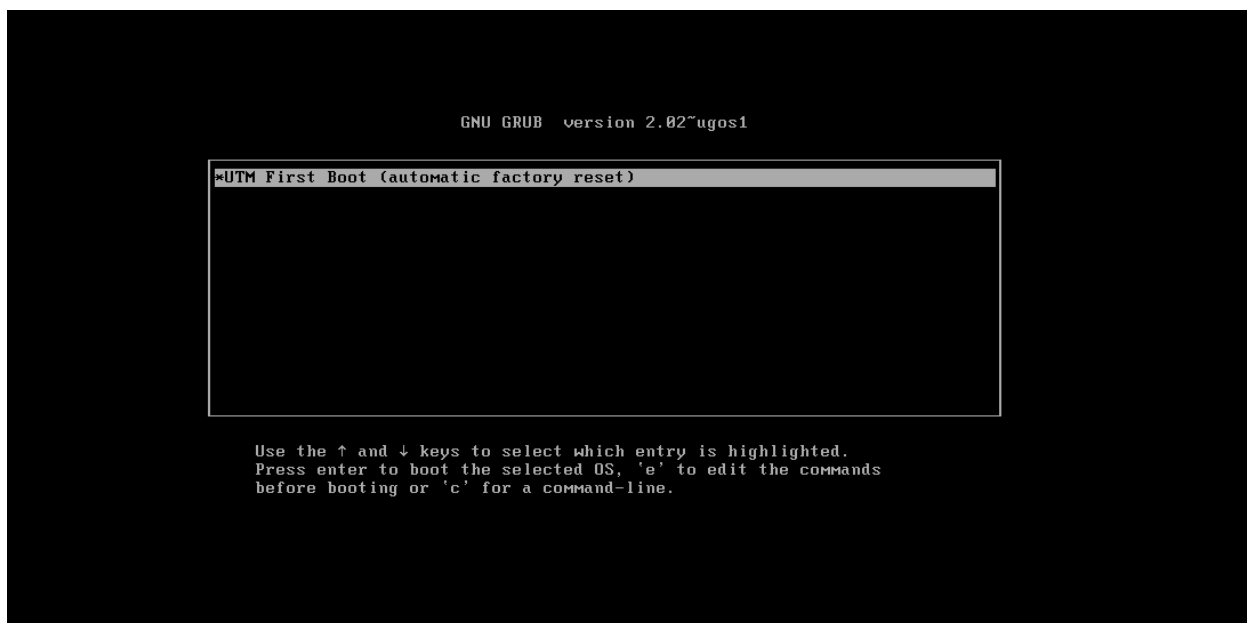 GNU GRUB  version 2.02~ugos1
*UTM First Boot (automatic factory reset)
Use the ↑ and ↓ keys to select which entry is highlighted.
Press enter to boot the selected OS, `e' to edit the commands
before booting or `c' for a command-line.